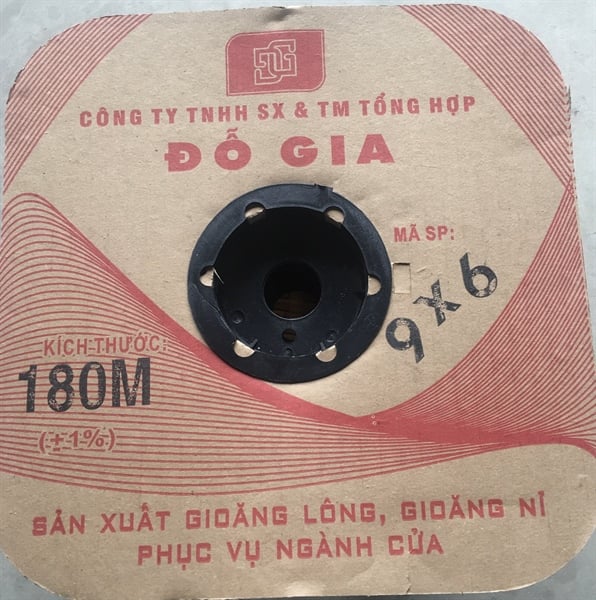 CÔNG TY TNHH SX & TM TỔNG HỢP
ĐỖ GIA
MÃ SP:
9x6
KÍCH THƯỚC:
180M
(±1%)
SẢN XUẤT GIOĂNG LÔNG, GIOĂNG NỈ
PHỤC VỤ NGÀNH CỬA